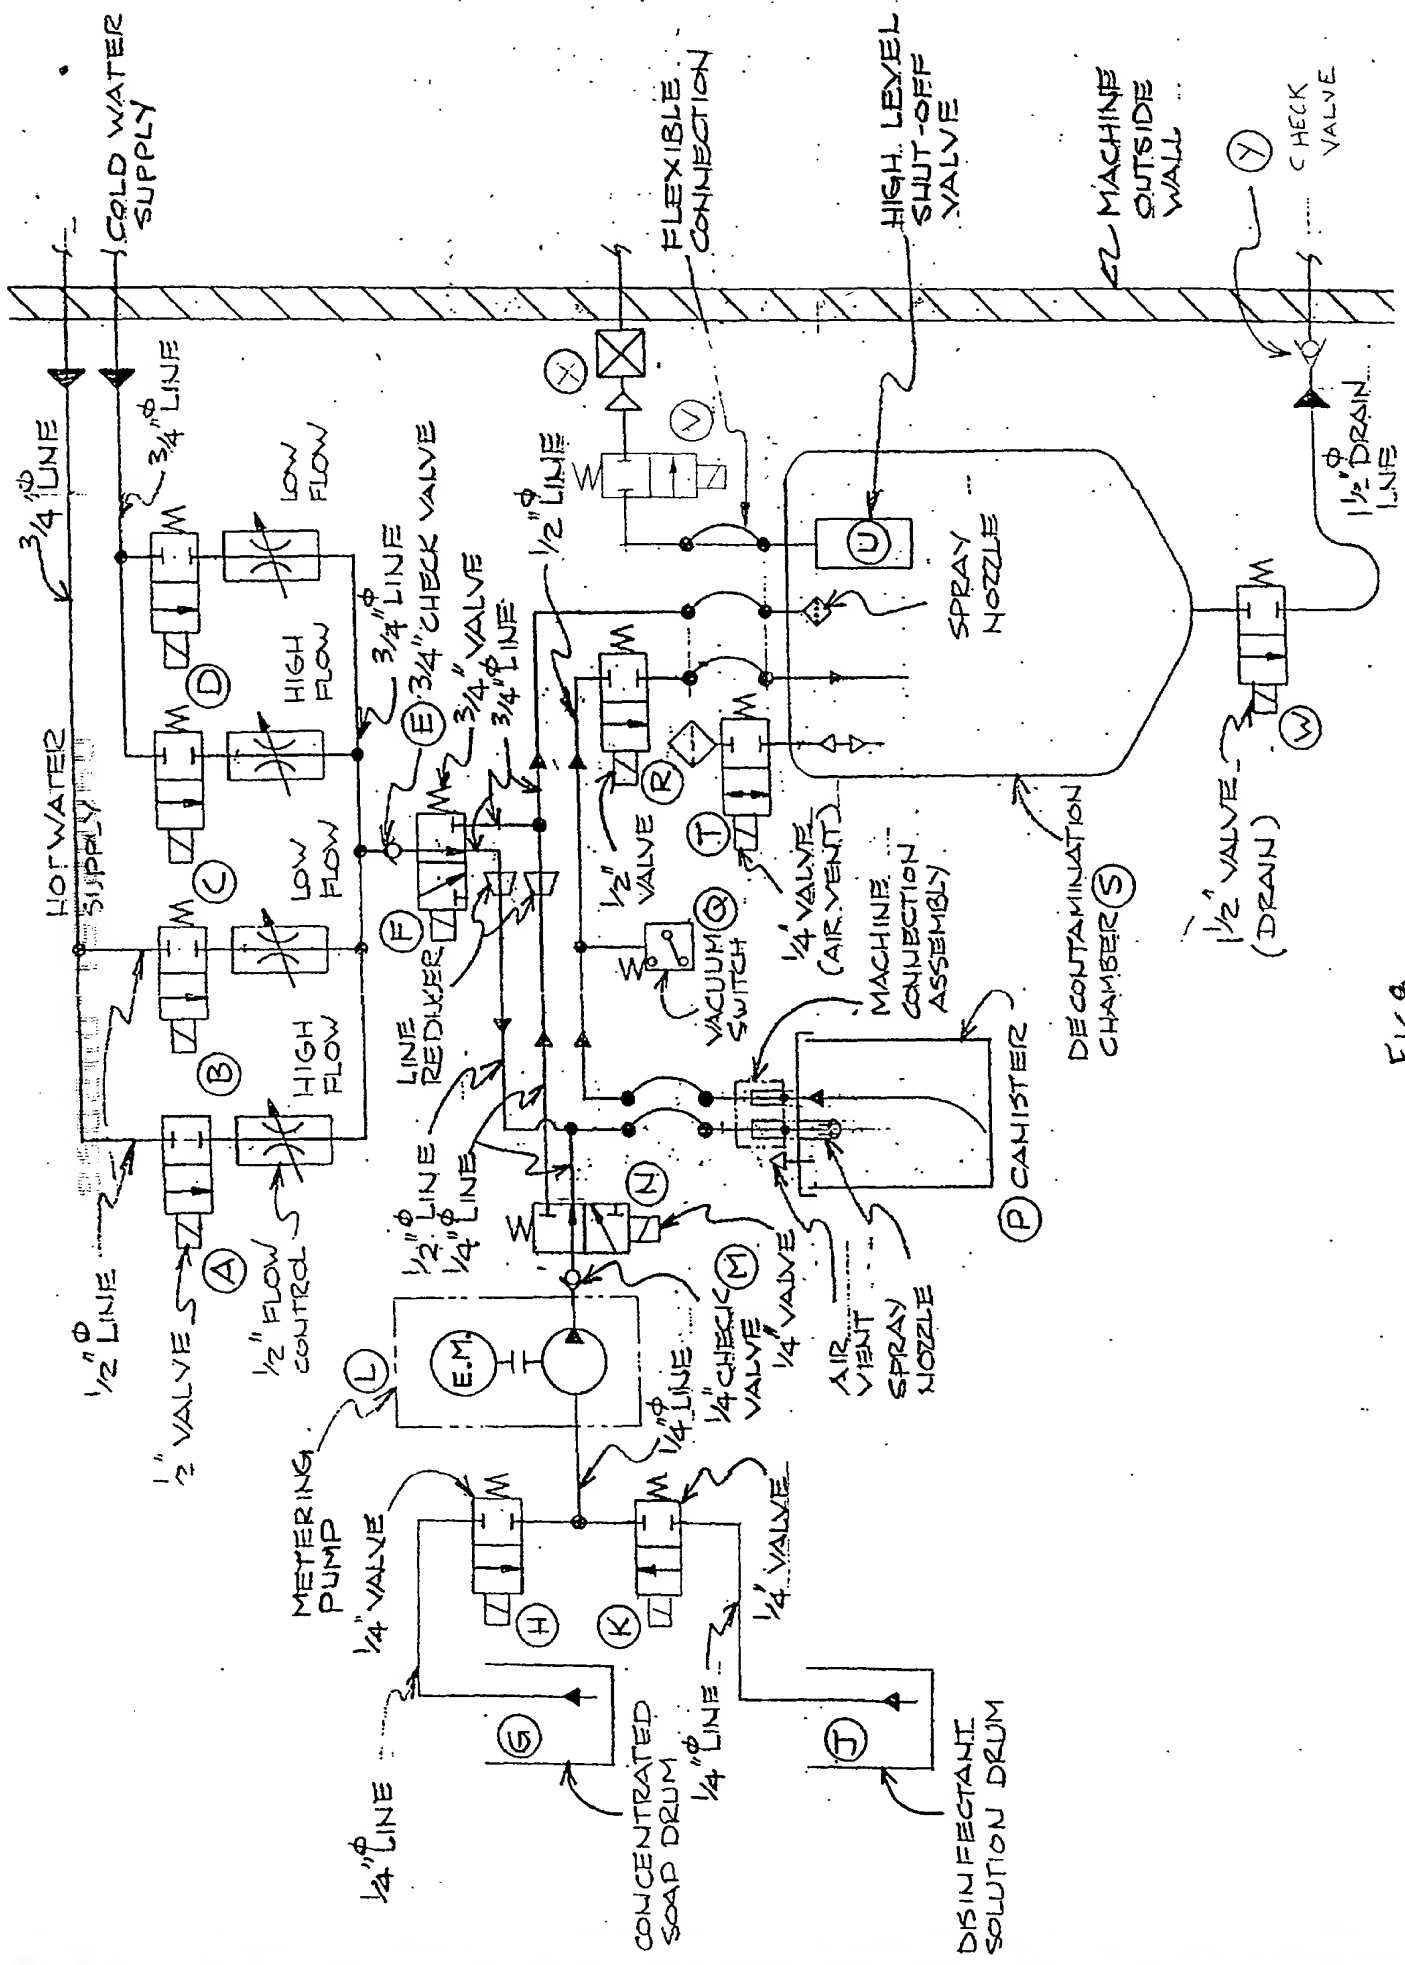 3/4"Φ LINE
COLD WATER
SUPPLY
HOT WATER
SUPPLY
3/4"Φ LINE
1/2"Φ LINE
1/2" VALVE
A
B
C
D
1/2" FLOW
CONTROL
HIGH
FLOW
LOW
FLOW
HIGH
FLOW
LOW
FLOW
3/4"Φ LINE
E
3/4" CHECK VALVE
3/4" VALVE
3/4"Φ LINE
F
LINE
REDUCER
1/2"Φ LINE
1/4"Φ LINE
1/2"Φ LINE
METERING
PUMP
L
E.M.
1/4" VALVE
1/4"Φ LINE
H
K
1/4" VALVE
1/4"Φ LINE
1/4"Φ LINE
G
CONCENTRATED
SOAP DRUM
J
DISINFECTANT
SOLUTION DRUM
M
1/4" CHECK
VALVE
N
1/4" VALVE
AIR
VENT
SPRAY
NOZZLE
P
CANISTER
MACHINE
CONNECTION
ASSEMBLY
Q
VACUUM
SWITCH
R
1/2"
VALVE
T
1/4" VALVE
(AIR VENT)
DECONTAMINATION
CHAMBER
S
SPRAY
NOZZLE
U
V
X
FLEXIBLE
CONNECTION
HIGH LEVEL
SHUT-OFF
VALVE
MACHINE
OUTSIDE
WALL
Y
CHECK
VALVE
1 1/2"Φ DRAIN
LINE
W
1 1/2" VALVE
(DRAIN)